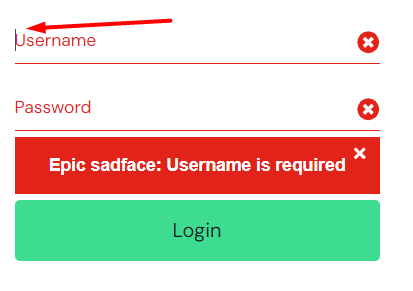 Username
Password
Epic sadface: Username is required
Login